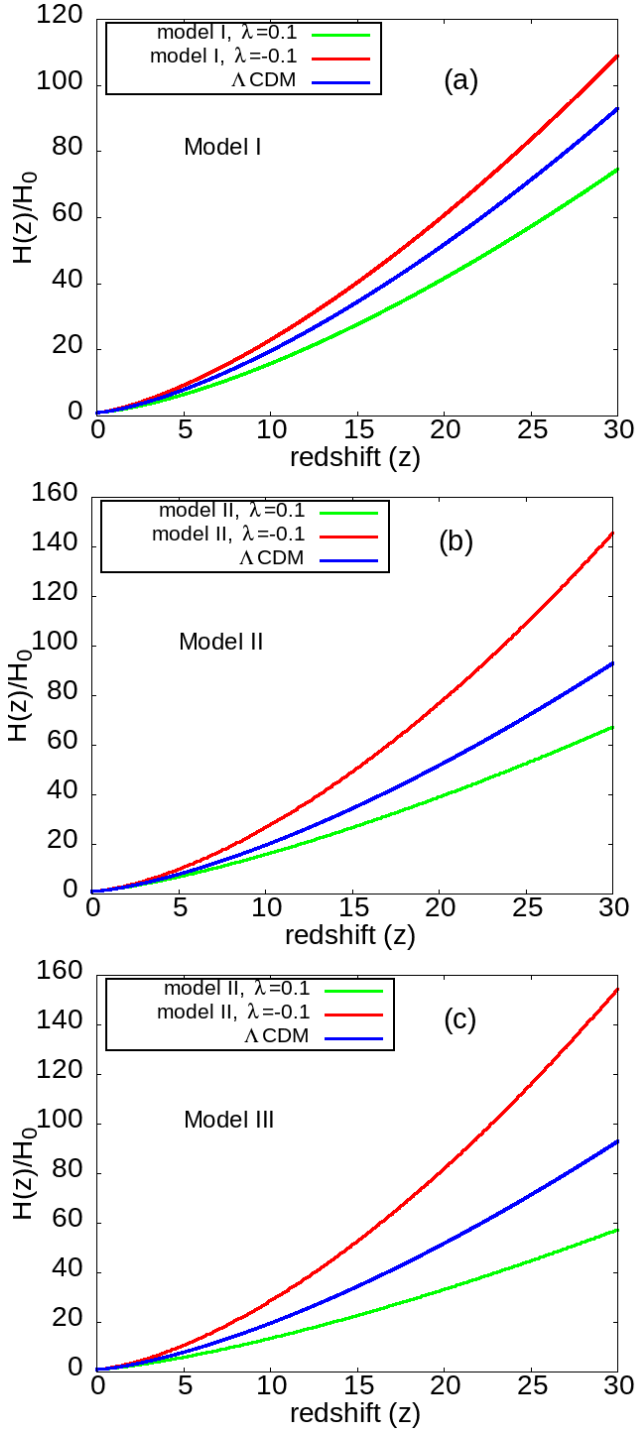 model I, λ=0.1
model I, λ=-0.1
Λ CDM
(a)
Model I
H(z)/H0
120
100
80
60
40
20
0
0 5 10 15 20 25 30
redshift (z)
model II, λ=0.1
model II, λ=-0.1
Λ CDM
(b)
Model II
H(z)/H0
160
140
120
100
80
60
40
20
0
0 5 10 15 20 25 30
redshift (z)
model II, λ=0.1
model II, λ=-0.1
Λ CDM
(c)
Model III
H(z)/H0
160
140
120
100
80
60
40
20
0
0 5 10 15 20 25 30
redshift (z)